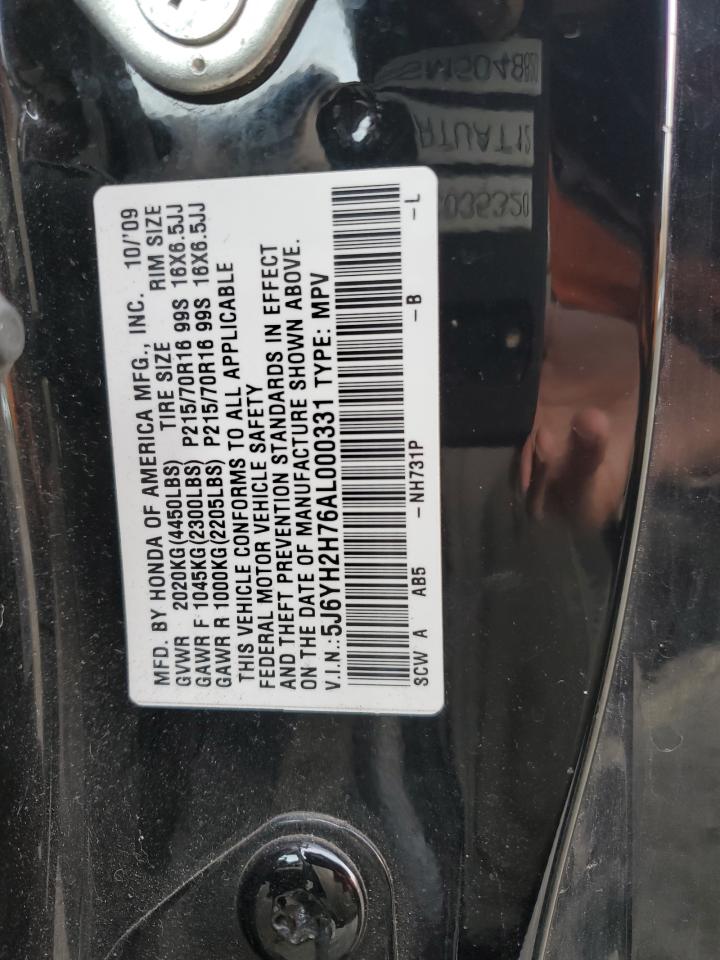 MFD. BY HONDA OF AMERICA MFG., INC. 10/'09
GVWR 2020KG(4450LBS) TIRE SIZE RIM SIZE
GAWR F 1045KG(2300LBS) P215/70R16 99S 16X6.5JJ
GAWR R 1000KG(2205LBS) P215/70R16 99S 16X6.5JJ
THIS VEHICLE CONFORMS TO ALL APPLICABLE
FEDERAL MOTOR VEHICLE SAFETY
AND THEFT PREVENTION STANDARDS IN EFFECT
ON THE DATE OF MANUFACTURE SHOWN ABOVE.
V.I.N.:5J6YH2H76AL000331 TYPE: MPV
SCW A AB5 -NH731P -B -L